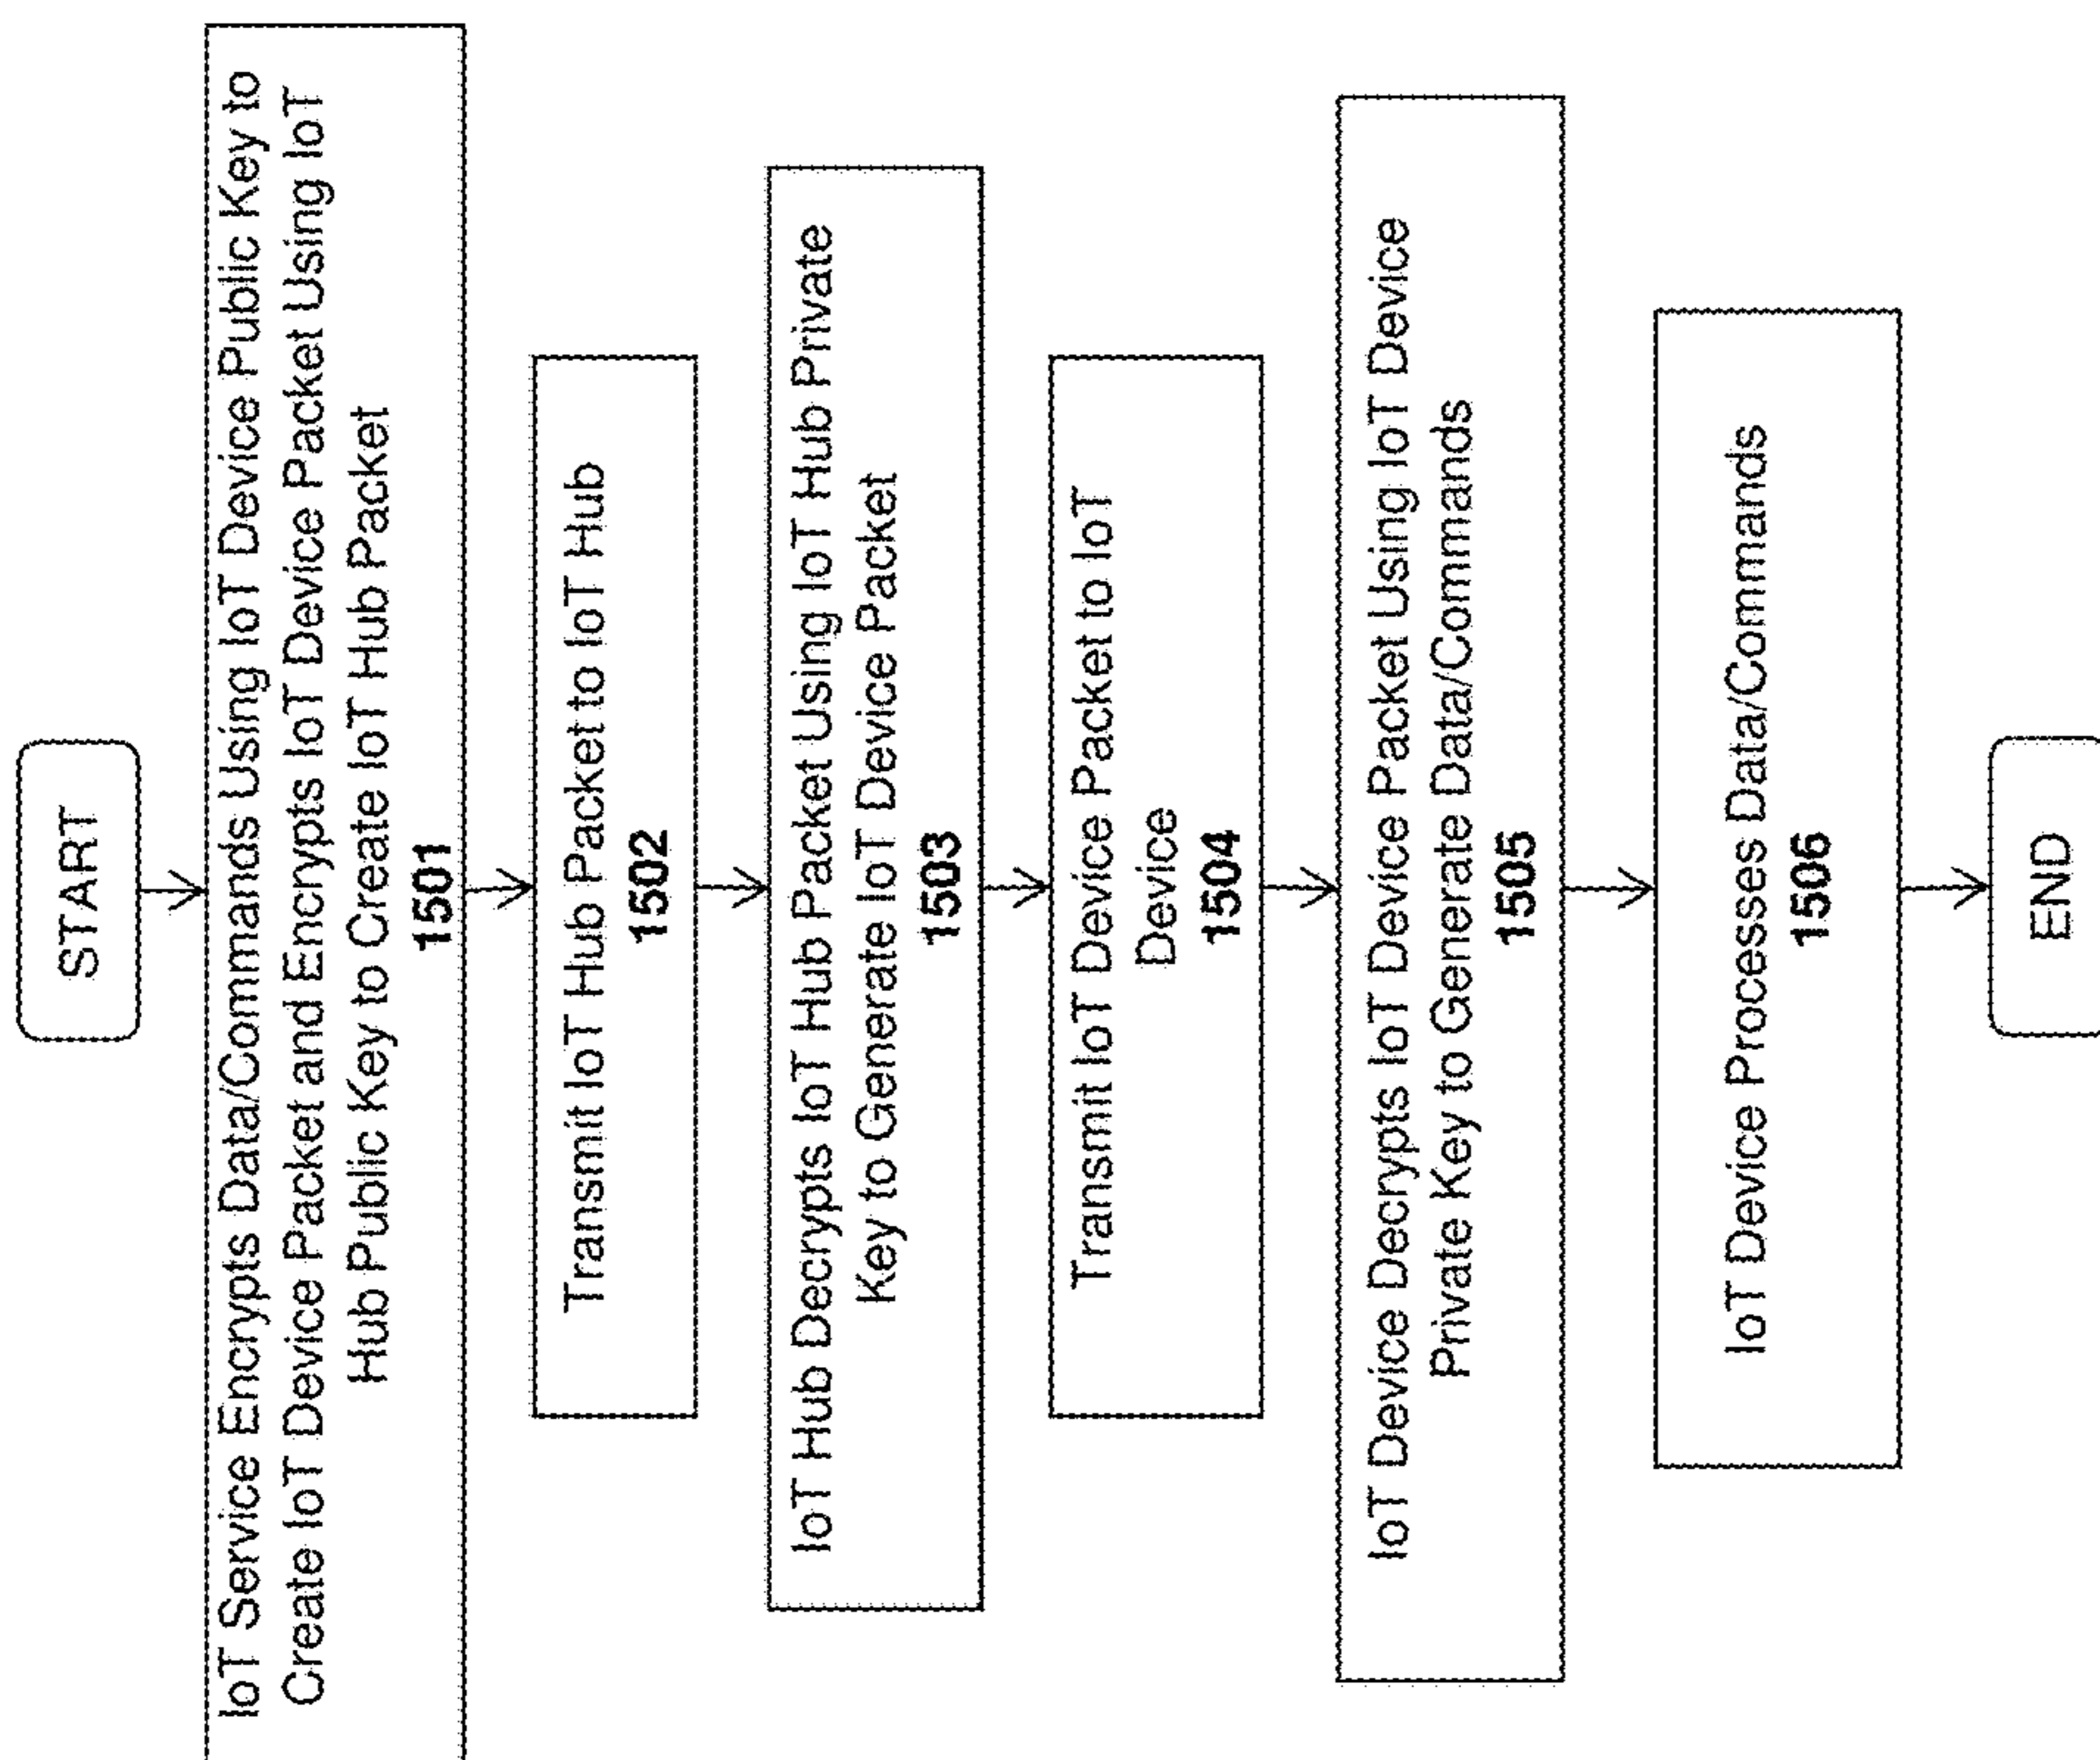 START
IoT Service Encrypts Data/Commands Using IoT Device Public Key to
Create IoT Device Packet and Encrypts IoT Device Packet Using IoT
Hub Public Key to Create IoT Hub Packet
1501
Transmit IoT Hub Packet to IoT Hub
1502
IoT Hub Decrypts IoT Hub Packet Using IoT Hub Private
Key to Generate IoT Device Packet
1503
Transmit IoT Device Packet to IoT
Device
1504
IoT Device Decrypts IoT Device Packet Using IoT Device
Private Key to Generate Data/Commands
1505
IoT Device Processes Data/Commands
1506
END